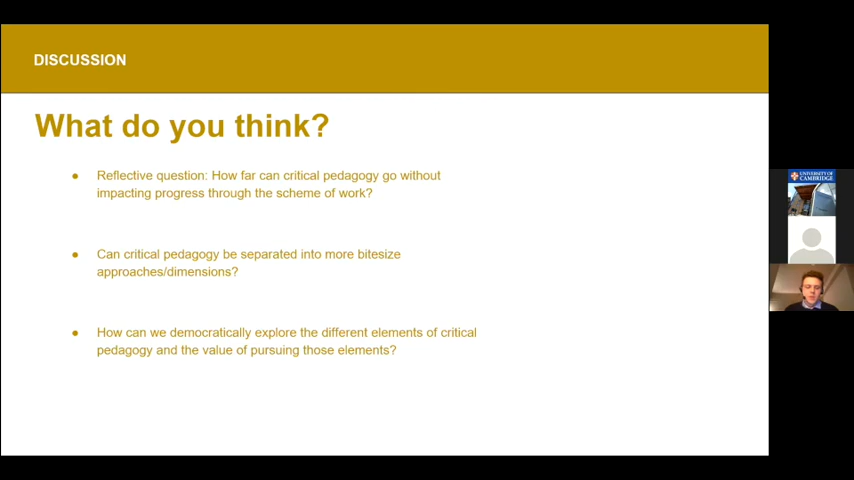 DISCUSSION
What do you think?
● Reflective question: How far can critical pedagogy go without
impacting progress through the scheme of work?
● Can critical pedagogy be separated into more bitesize
approaches/dimensions?
● How can we democratically explore the different elements of critical
pedagogy and the value of pursuing those elements?
UNIVERSITY OF
CAMBRIDGE